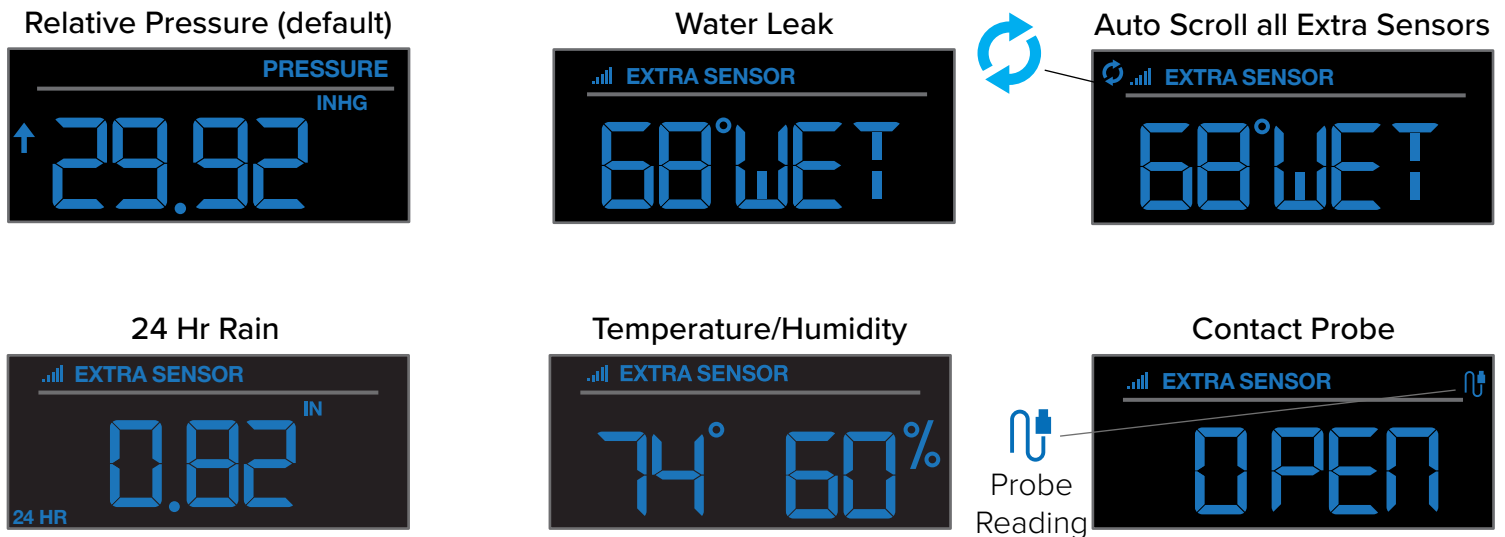 Relative Pressure (default)
PRESSURE
INHG
29.92
Water Leak
EXTRA SENSOR
68°WET
Auto Scroll all Extra Sensors
EXTRA SENSOR
68°WET
24 Hr Rain
EXTRA SENSOR
IN
0.82
24 HR
Temperature/Humidity
EXTRA SENSOR
74° 60%
Contact Probe
EXTRA SENSOR
OPEN
Probe
Reading